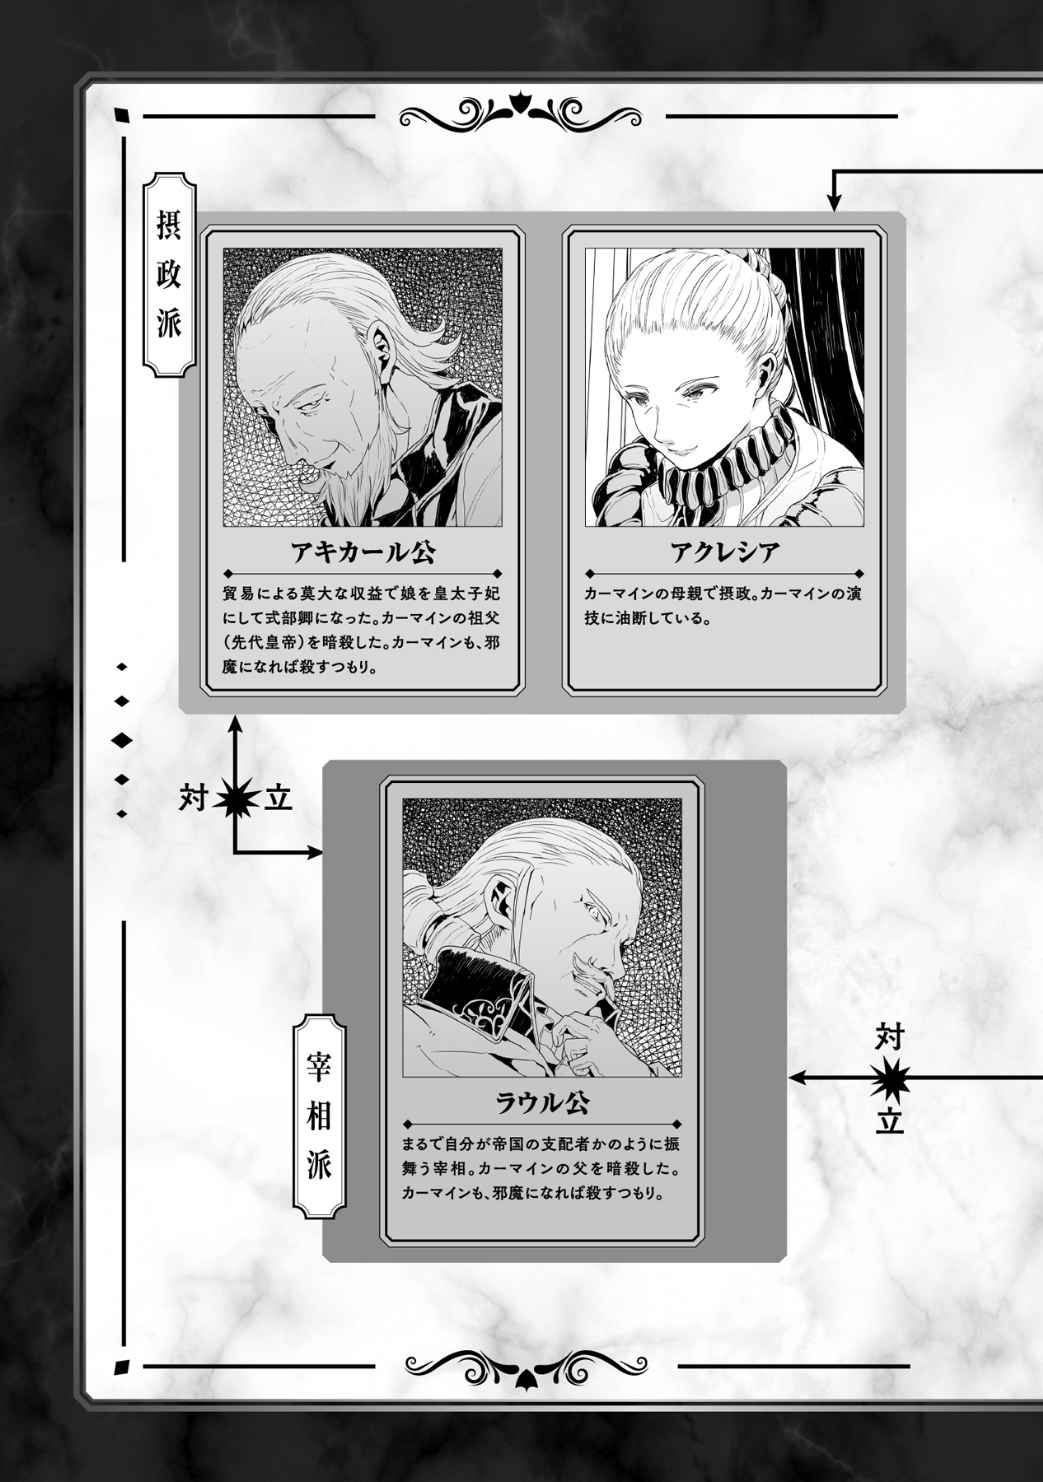 摂政派
アキカール公
貿易による莫大な収益で娘を皇太子妃
にして式部卿になった。カーマインの祖父
（先代皇帝）を暗殺した。カーマインも、邪
魔になれば殺すつもり。
アクレシア
カーマインの母親で摂政。カーマインの演
技に油断している。
対立
宰相派
ラウル公
まるで自分が帝国の支配者かのように振
舞う宰相。カーマインの父を暗殺した。
カーマインも、邪魔になれば殺すつもり。
対立